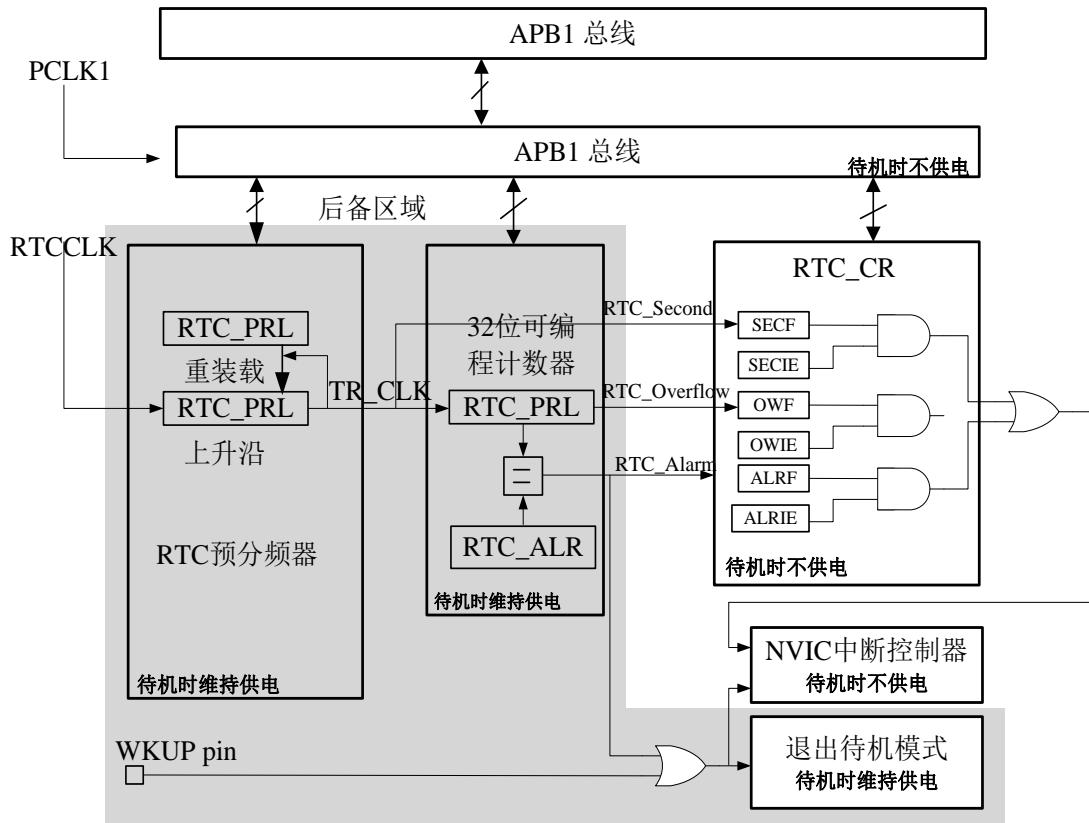 APB1 总线
PCLK1
APB1 总线
待机时不供电
后备区域
RTCCLK
RTC_CR
RTC_PRL
重装载
RTC_PRL
上升沿
RTC预分频器
待机时维持供电
TR_CLK
32位可编
程计数器
RTC_PRL
=
RTC_ALR
待机时维持供电
RTC_Second
RTC_Overflow
RTC_Alarm
SECF
SECIE
OWF
OWIE
ALRF
ALRIE
待机时不供电
NVIC中断控制器
待机时不供电
WKUP pin
退出待机模式
待机时维持供电